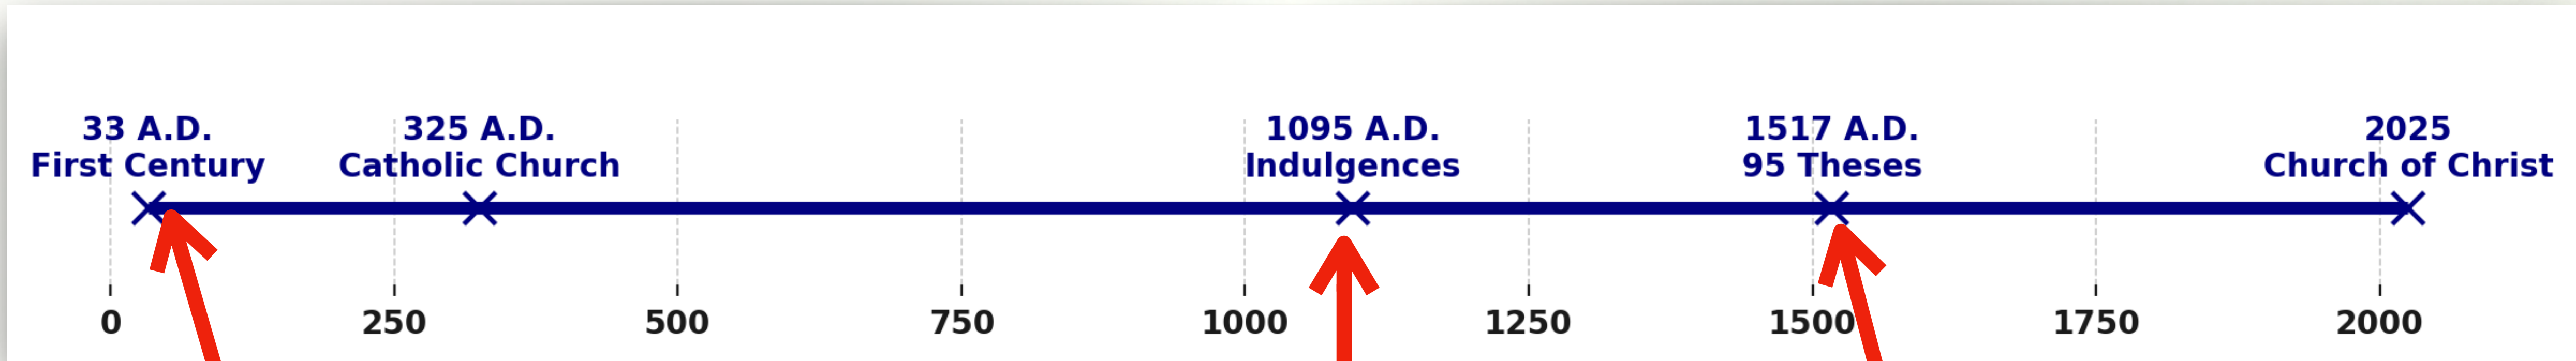 33 A.D.
First Century
325 A.D.
Catholic Church
1095 A.D.
Indulgences
1517 A.D.
95 Theses
2025
Church of Christ
0 250 500 750 1000 1250 1500 1750 2000